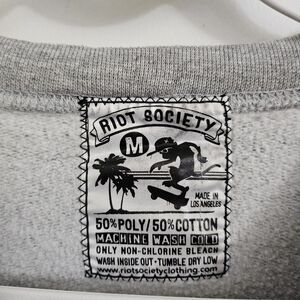 RIOT SOCIETY
M
MADE IN
LOS ANGELES
50% POLY/50% COTTON
MACHINE WASH COLD
ONLY NON-CHLORINE BLEACH
WASH INSIDE OUT · TUMBLE DRY LOW
www.riotsocietyclothing.com